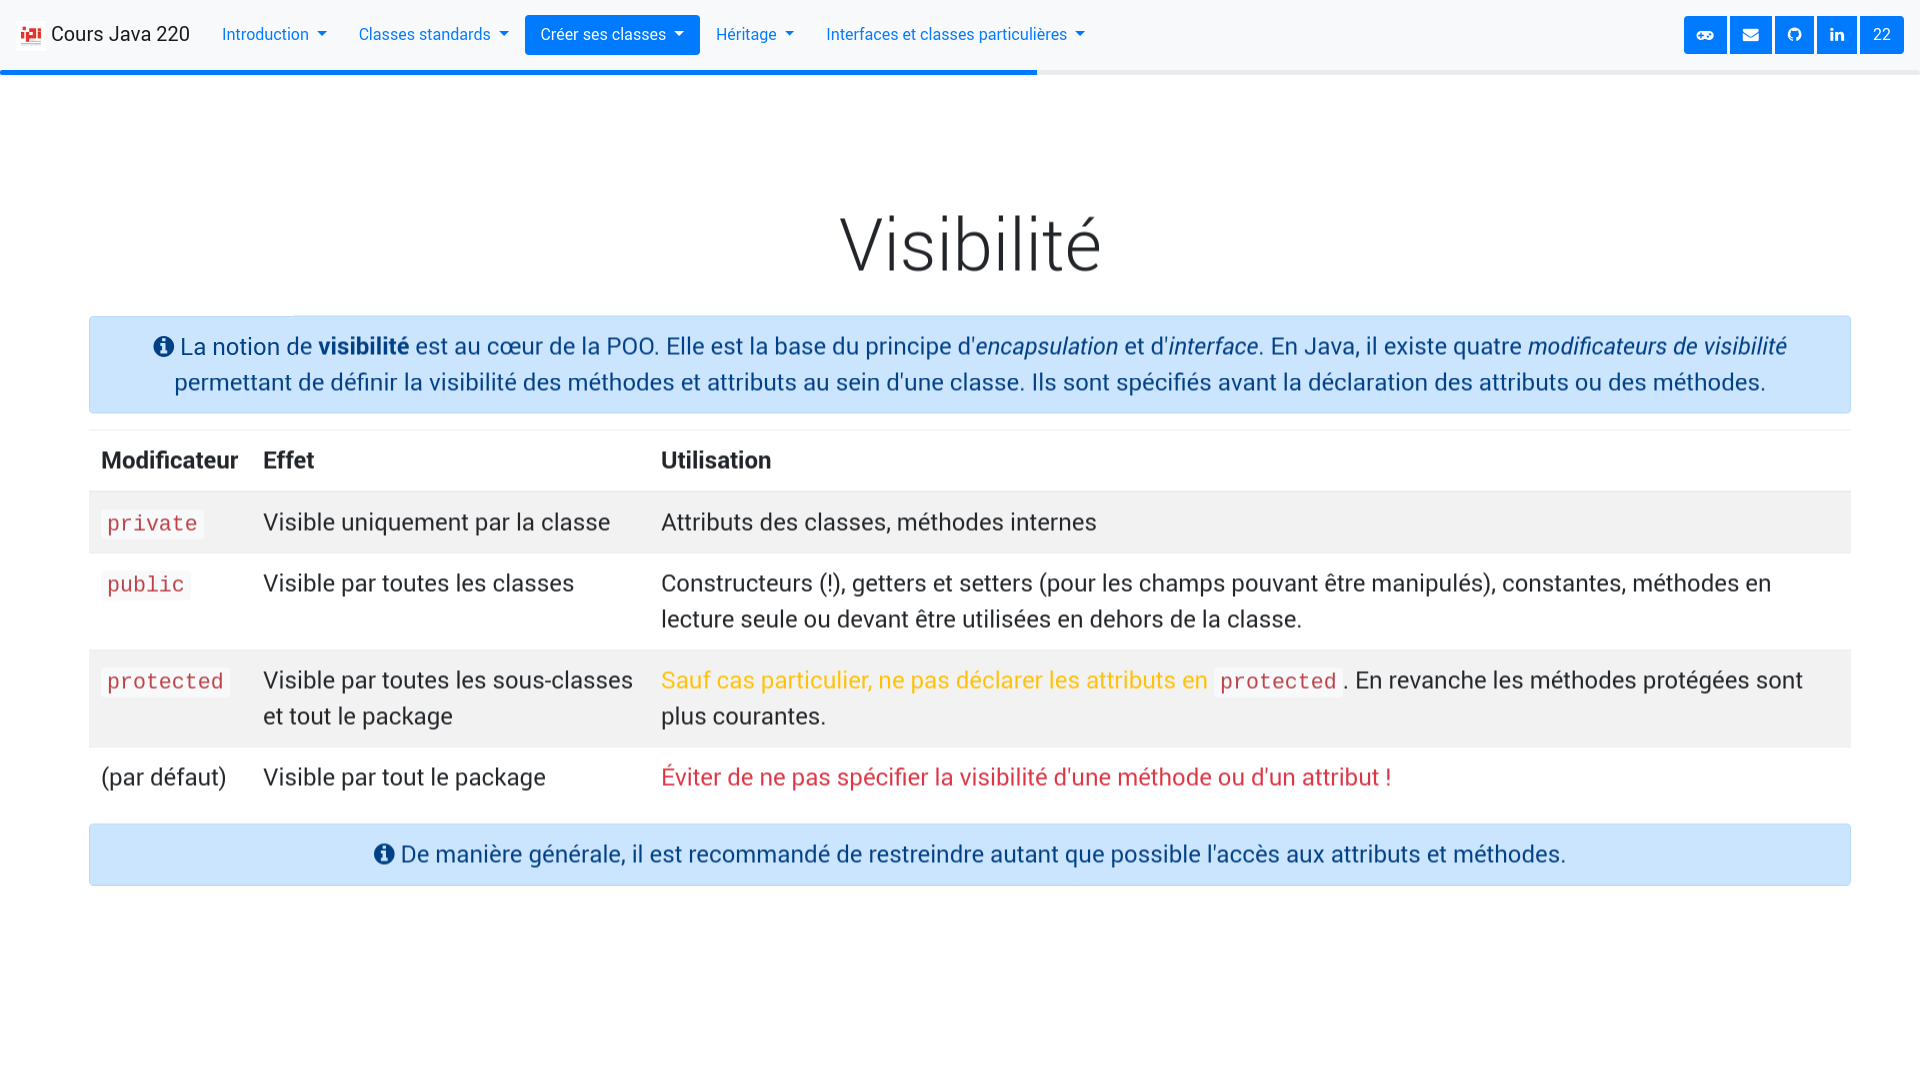 ipi Cours Java 220 Introduction Classes standards Créer ses classes Héritage Interfaces et classes particulières in 22
Visibilité
La notion de visibilité est au cœur de la POO. Elle est la base du principe d'encapsulation et d'interface. En Java, il existe quatre modificateurs de visibilité
permettant de définir la visibilité des méthodes et attributs au sein d'une classe. Ils sont spécifiés avant la déclaration des attributs ou des méthodes.
Modificateur Effet Utilisation
private Visible uniquement par la classe Attributs des classes, méthodes internes
public Visible par toutes les classes Constructeurs (!), getters et setters (pour les champs pouvant être manipulés), constantes, méthodes en
lecture seule ou devant être utilisées en dehors de la classe.
protected Visible par toutes les sous-classes Sauf cas particulier, ne pas déclarer les attributs en protected. En revanche les méthodes protégées sont
et tout le package plus courantes.
(par défaut) Visible par tout le package Éviter de ne pas spécifier la visibilité d'une méthode ou d'un attribut !
De manière générale, il est recommandé de restreindre autant que possible l'accès aux attributs et méthodes.